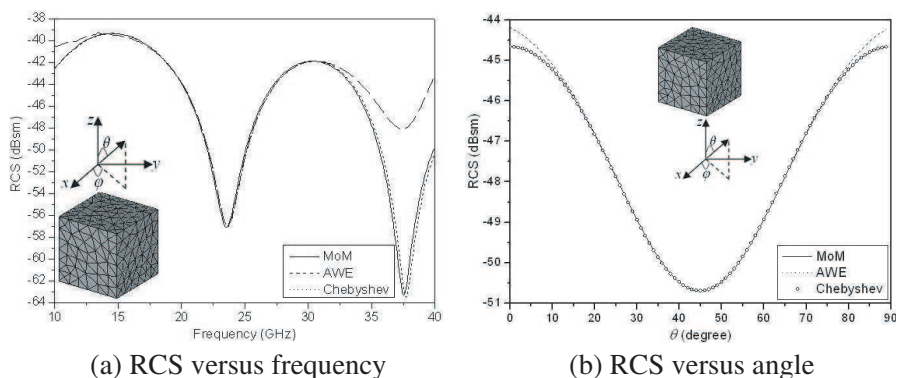 -38
-40
-42
-44
-46
-48
-50
-52
-54
-56
-58
-60
-62
-64
RCS (dBsm)
10
15
20
25
30
35
40
Frequency (GHz)
z
θ
y
x
φ
MoM
AWE
Chebyshev
(a) RCS versus frequency
-44
-45
-46
-47
-48
-49
-50
-51
RCS (dBsm)
0
10
20
30
40
50
60
70
80
90
θ (degree)
z
θ
y
x
φ
MoM
AWE
Chebyshev
(b) RCS versus angle